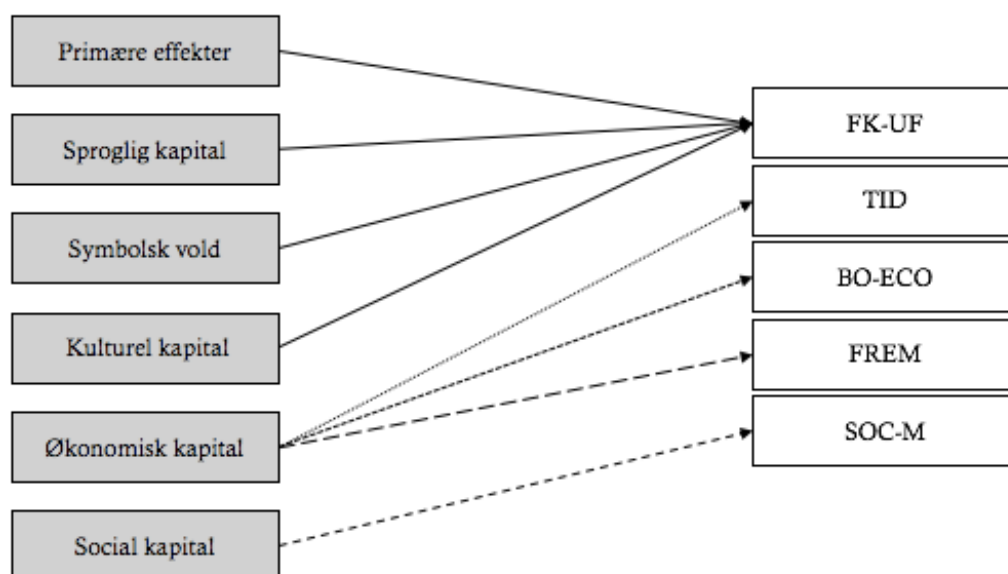 Primære effekter
Sproglig kapital
Symbolsk vold
Kulturel kapital
Økonomisk kapital
Social kapital
FK-UF
TID
BO-ECO
FREM
SOC-M